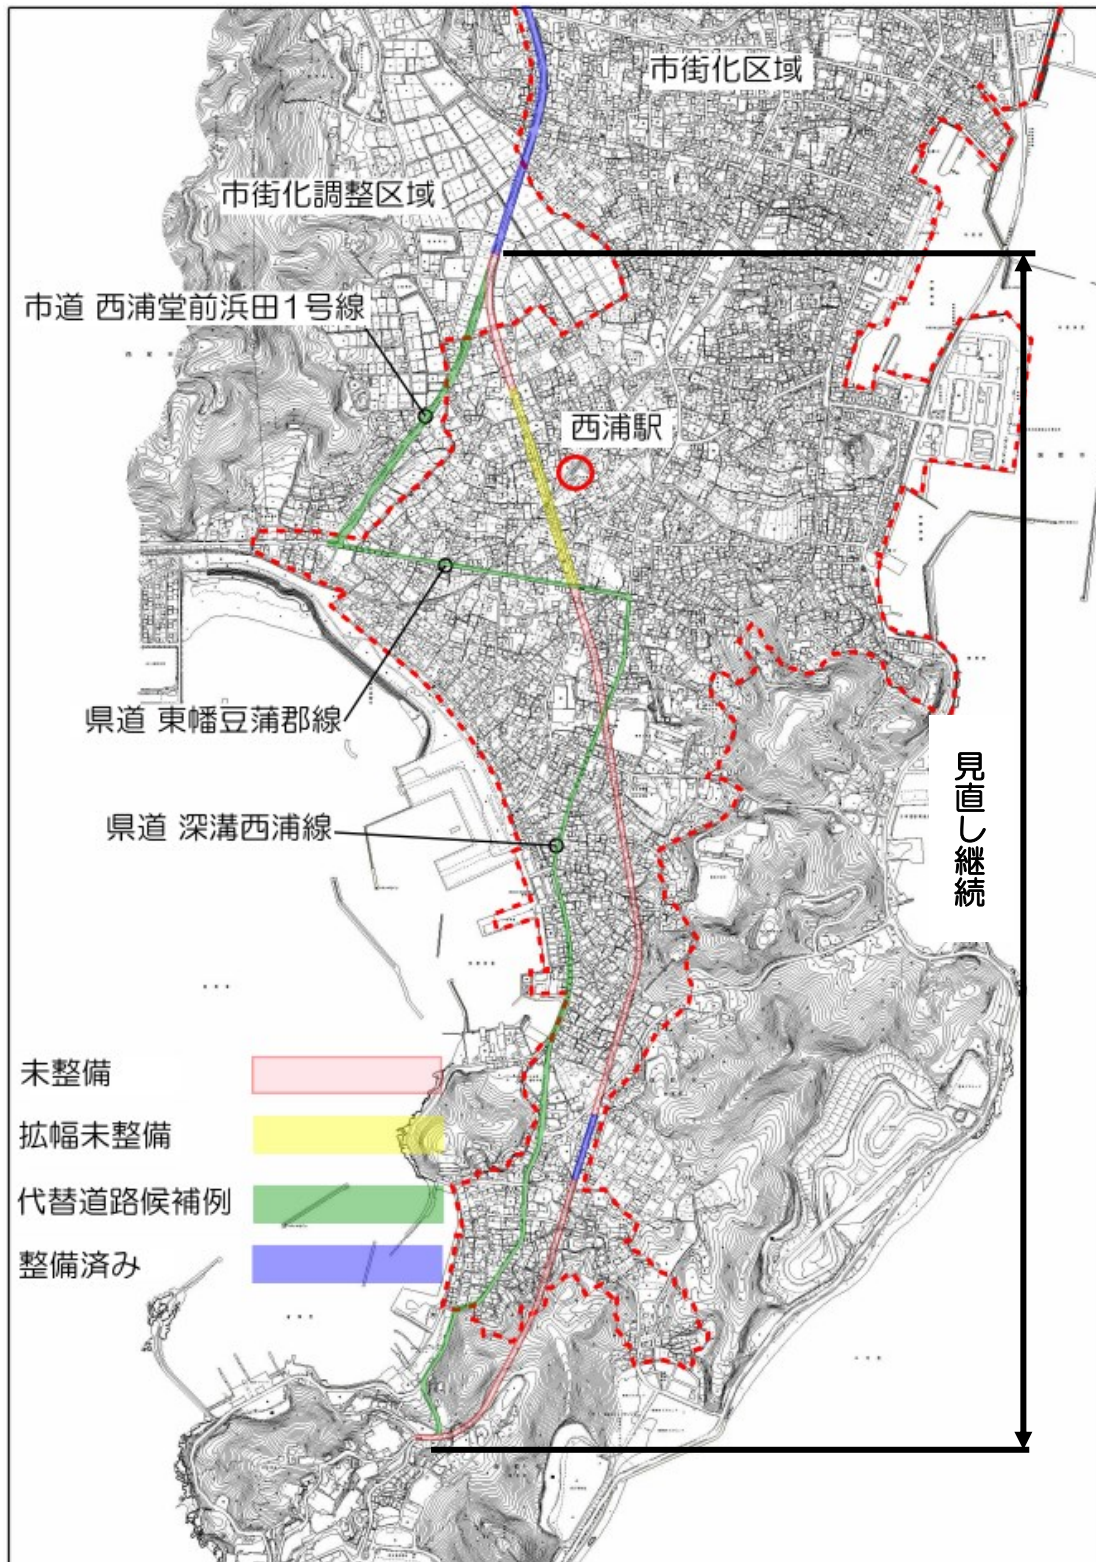 市街化区域
市街化調整区域
市道 西浦堂前浜田1号線
西浦駅
県道 東幡豆蒲郡線
見直し継続
県道 深溝西浦線
未整備
拡幅未整備
代替道路候補例
整備済み